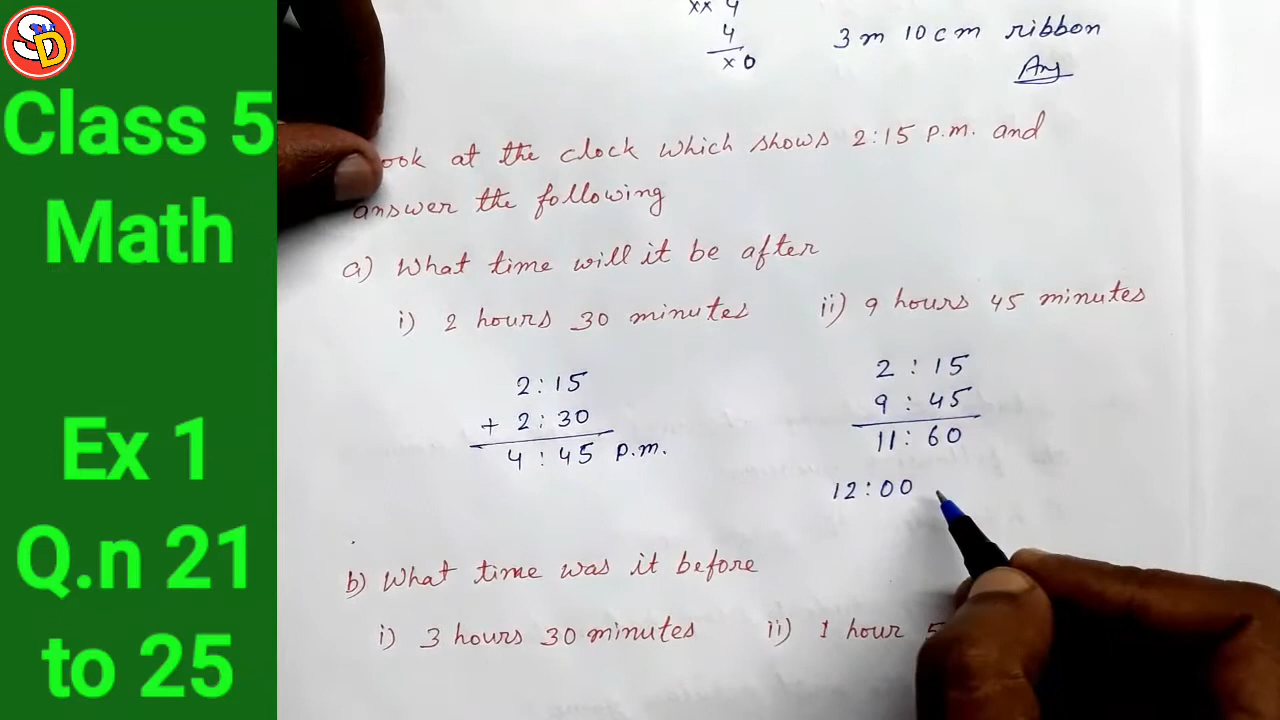 SD
Class 5
Math
Ex 1
Q.n 21
to 25
xx 4
4
x 0
3 m 10 cm ribbon
Ans
at the clock which shows 2:15 p.m. and
answer the following
a) What time will it be after
i) 2 hours 30 minutes ii) 9 hours 45 minutes
2:15
+ 2:30
4:45 p.m.
2:15
9:45
11:60
12:00
b) What time was it before
i) 3 hours 30 minutes ii) 1 hour 5